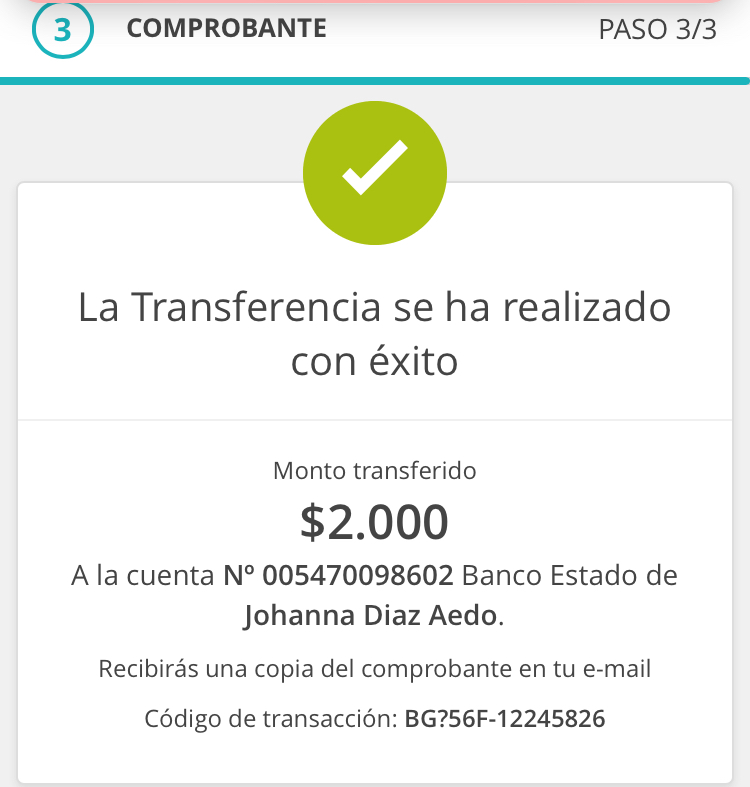 3 COMPROBANTE PASO 3/3
La Transferencia se ha realizado
con éxito
Monto transferido
$2.000
A la cuenta Nº 005470098602 Banco Estado de
Johanna Diaz Aedo.
Recibirás una copia del comprobante en tu e-mail
Código de transacción: BG?56F-12245826